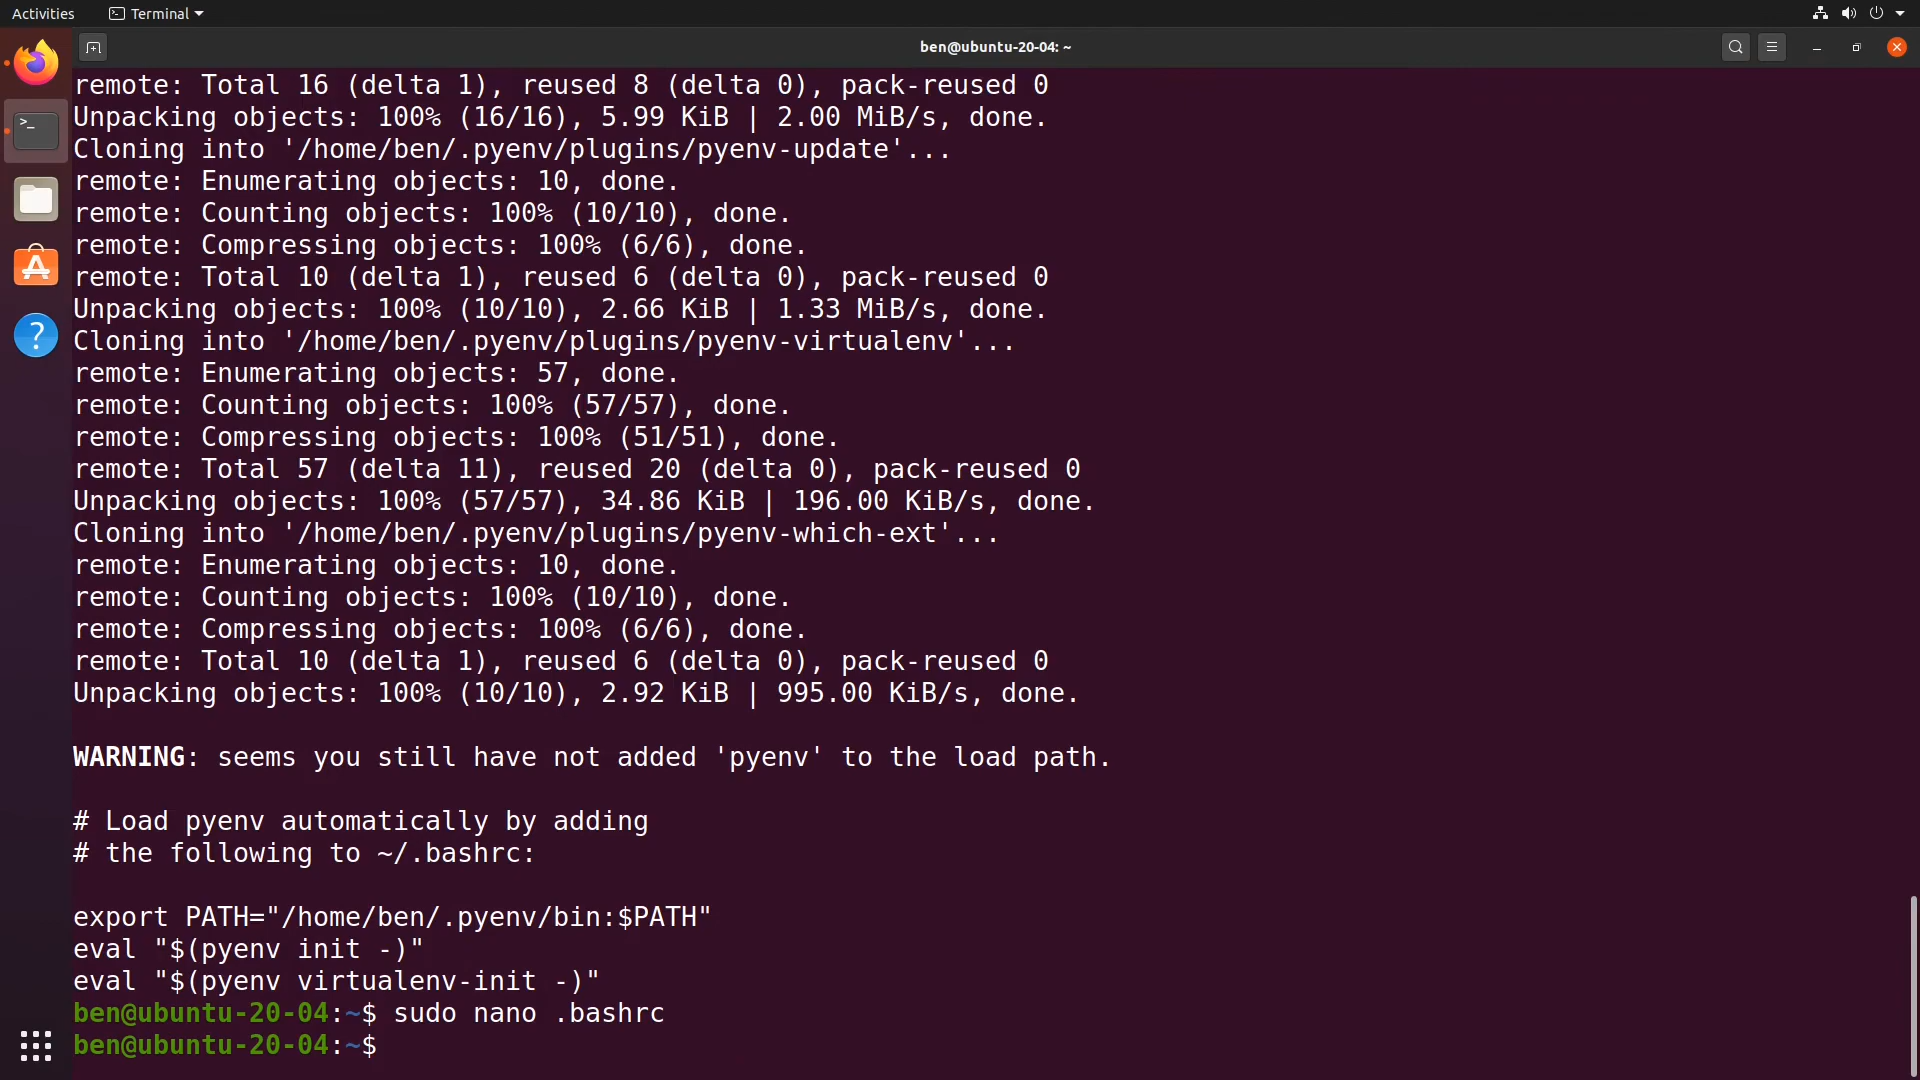 Activities
Terminal
ben@ubuntu-20-04: ~
remote: Total 16 (delta 1), reused 8 (delta 0), pack-reused 0
Unpacking objects: 100% (16/16), 5.99 KiB | 2.00 MiB/s, done.
Cloning into '/home/ben/.pyenv/plugins/pyenv-update'...
remote: Enumerating objects: 10, done.
remote: Counting objects: 100% (10/10), done.
remote: Compressing objects: 100% (6/6), done.
remote: Total 10 (delta 1), reused 6 (delta 0), pack-reused 0
Unpacking objects: 100% (10/10), 2.66 KiB | 1.33 MiB/s, done.
Cloning into '/home/ben/.pyenv/plugins/pyenv-virtualenv'...
remote: Enumerating objects: 57, done.
remote: Counting objects: 100% (57/57), done.
remote: Compressing objects: 100% (51/51), done.
remote: Total 57 (delta 11), reused 20 (delta 0), pack-reused 0
Unpacking objects: 100% (57/57), 34.86 KiB | 196.00 KiB/s, done.
Cloning into '/home/ben/.pyenv/plugins/pyenv-which-ext'...
remote: Enumerating objects: 10, done.
remote: Counting objects: 100% (10/10), done.
remote: Compressing objects: 100% (6/6), done.
remote: Total 10 (delta 1), reused 6 (delta 0), pack-reused 0
Unpacking objects: 100% (10/10), 2.92 KiB | 995.00 KiB/s, done.
WARNING: seems you still have not added 'pyenv' to the load path.
# Load pyenv automatically by adding
# the following to ~/.bashrc:
export PATH="/home/ben/.pyenv/bin:$PATH"
eval "$(pyenv init -)"
eval "$(pyenv virtualenv-init -)"
ben@ubuntu-20-04:~$ sudo nano .bashrc
ben@ubuntu-20-04:~$